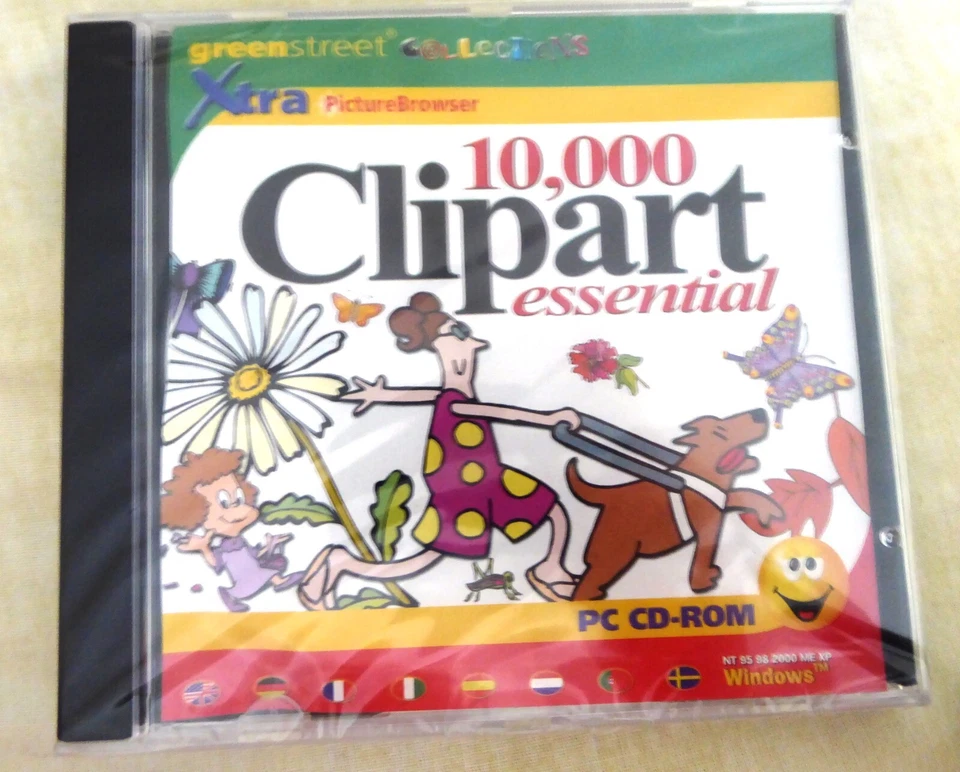 greenstreet® COLLECTIONS
Xtra PictureBrowser
10,000
Clipart
essential
PC CD-ROM
NT 95 98 2000 ME XP
Windows™